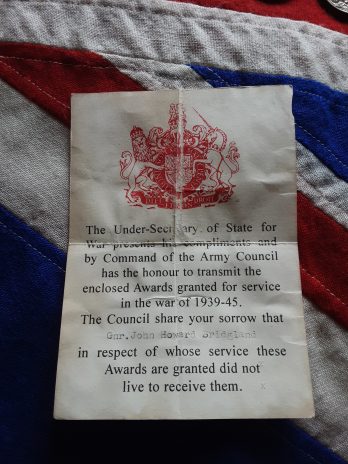 The Under-Secretary of State for
War presents his compliments and
by Command of the Army Council
has the honour to transmit the
enclosed Awards granted for service
in the war of 1939-45.
The Council share your sorrow that
Gnr. John Howard Bridgland
in respect of whose service these
Awards are granted did not
live to receive them.